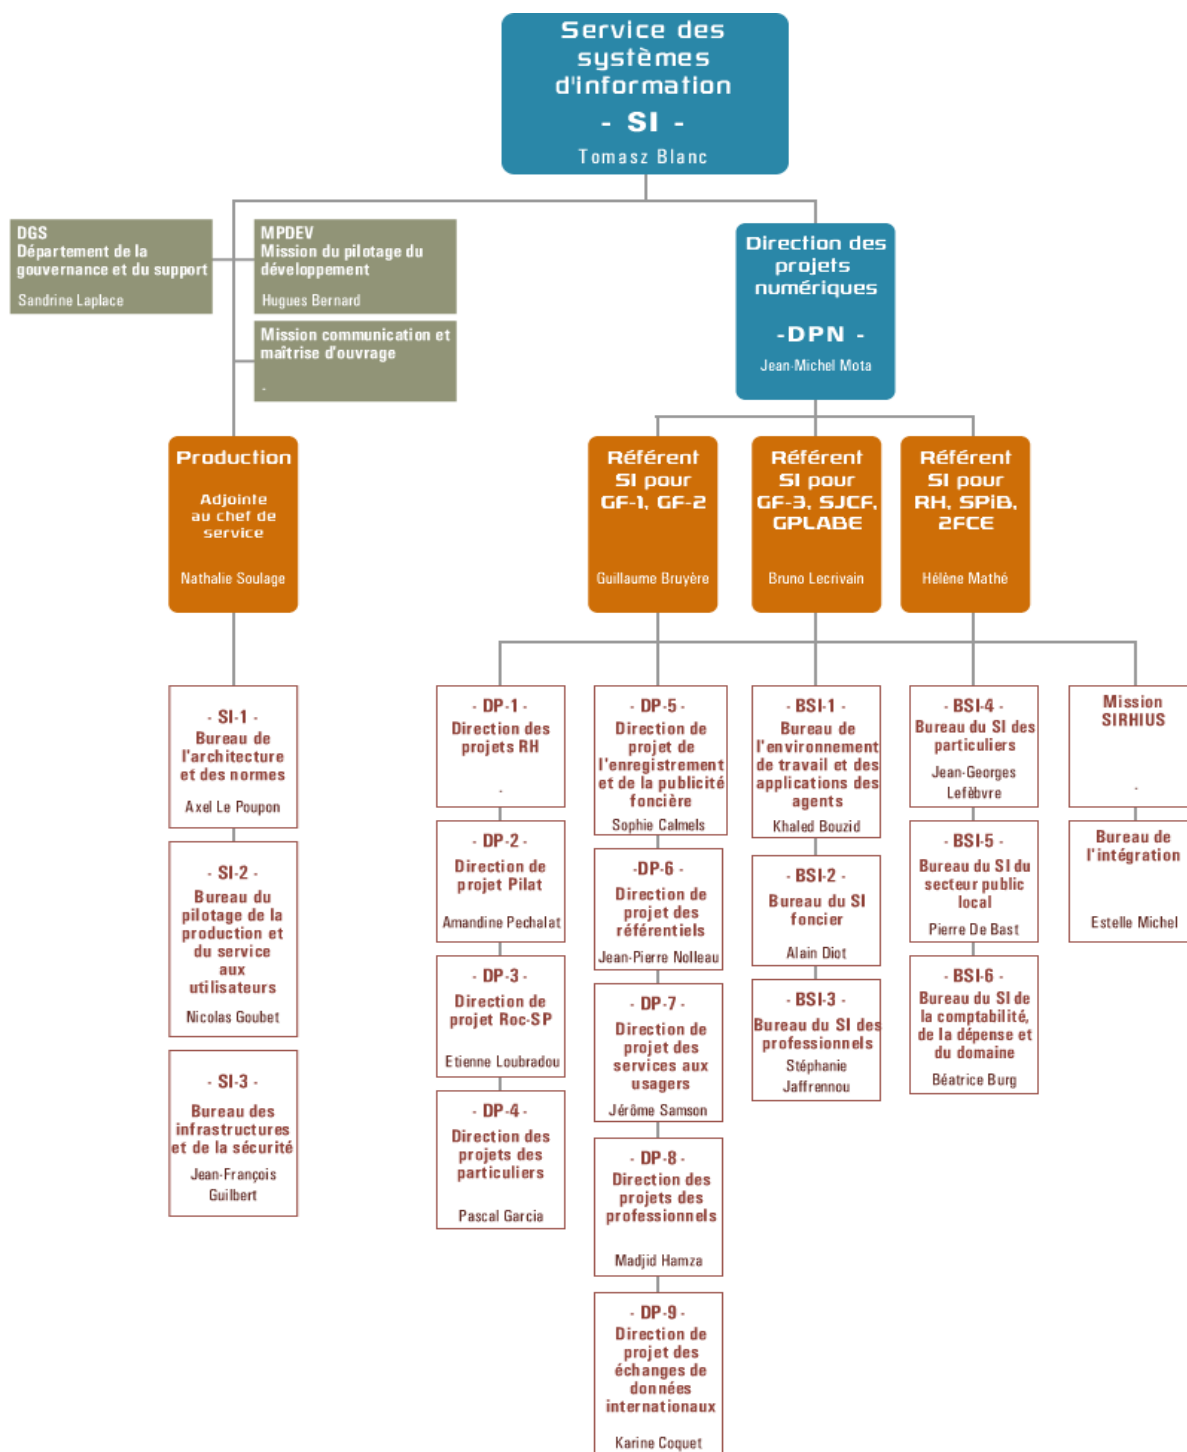 Service des
systèmes
d'information
- SI -
Tomasz Blanc
DGS
Département de la
gouvernance et du support
Sandrine Laplace
MPDEV
Mission du pilotage du
développement
Hugues Bernard
Mission communication et
maîtrise d'ouvrage
.
Direction des
projets
numériques
-DPN -
Jean-Michel Mota
Production
Adjointe
au chef de
service
Nathalie Soulage
Référent
SI pour
GF-1, GF-2
Guillaume Bruyère
Référent
SI pour
GF-3, SJCF,
GPLABE
Bruno Lecrivain
Référent
SI pour
RH, SPiB,
2FCE
Hélène Mathé
- SI-1 -
Bureau de
l'architecture
et des normes
Axel Le Poupon
- SI-2 -
Bureau du
pilotage de la
production et
du service
aux
utilisateurs
Nicolas Goubet
- SI-3 -
Bureau des
infrastructures
et de la sécurité
Jean-François
Guilbert
- DP-1 -
Direction des
projets RH
.
- DP-2 -
Direction de
projet Pilat
Amandine Pechalat
- DP-3 -
Direction de
projet Roc-SP
Etienne Loubradou
- DP-4 -
Direction des
projets des
particuliers
Pascal Garcia
- DP-5 -
Direction de
projet de
l'enregistrement
et de la publicité
foncière
Sophie Calmels
-DP-6 -
Direction de
projet des
référentiels
Jean-Pierre Nolleau
- DP-7 -
Direction de
projet des
services aux
usagers
Jérôme Samson
- DP-8 -
Direction des
projets des
professionnels
Madjid Hamza
- DP-9 -
Direction de
projet des
échanges de
données
internationaux
Karine Coquet
- BSI-1 -
Bureau de
l'environnement
de travail et des
applications des
agents
Khaled Bouzid
- BSI-2 -
Bureau du SI
foncier
Alain Diot
- BSI-3 -
Bureau du SI des
professionnels
Stéphanie
Jaffrennou
- BSI-4 -
Bureau du SI des
particuliers
Jean-Georges
Lefèbvre
- BSI-5 -
Bureau du SI du
secteur public
local
Pierre De Bast
- BSI-6 -
Bureau du SI de
la comptabilité,
de la dépense et
du domaine
Béatrice Burg
Mission
SIRHIUS
.
Bureau de
l'intégration
Estelle Michel